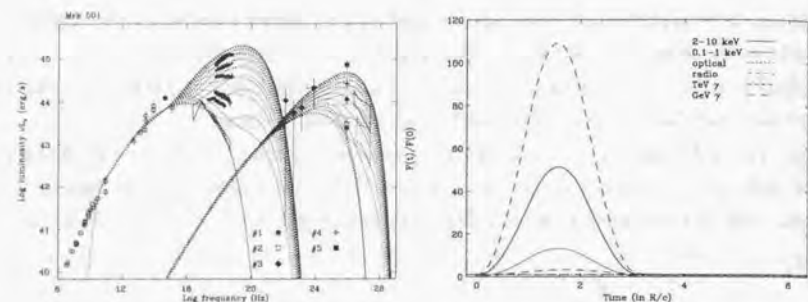 Mrk 501
Log luminosity νLν (erg/s)
45
44
43
42
41
40
8
12
16
20
24
28
Log frequency (Hz)
#1
#2
#3
#4
#5
F(t)/F(0)
120
100
80
60
40
20
0
0
2
4
6
Time (in R/c)
2-10 keV
0.1-1 keV
optical
radio
TeV γ
GeV γ